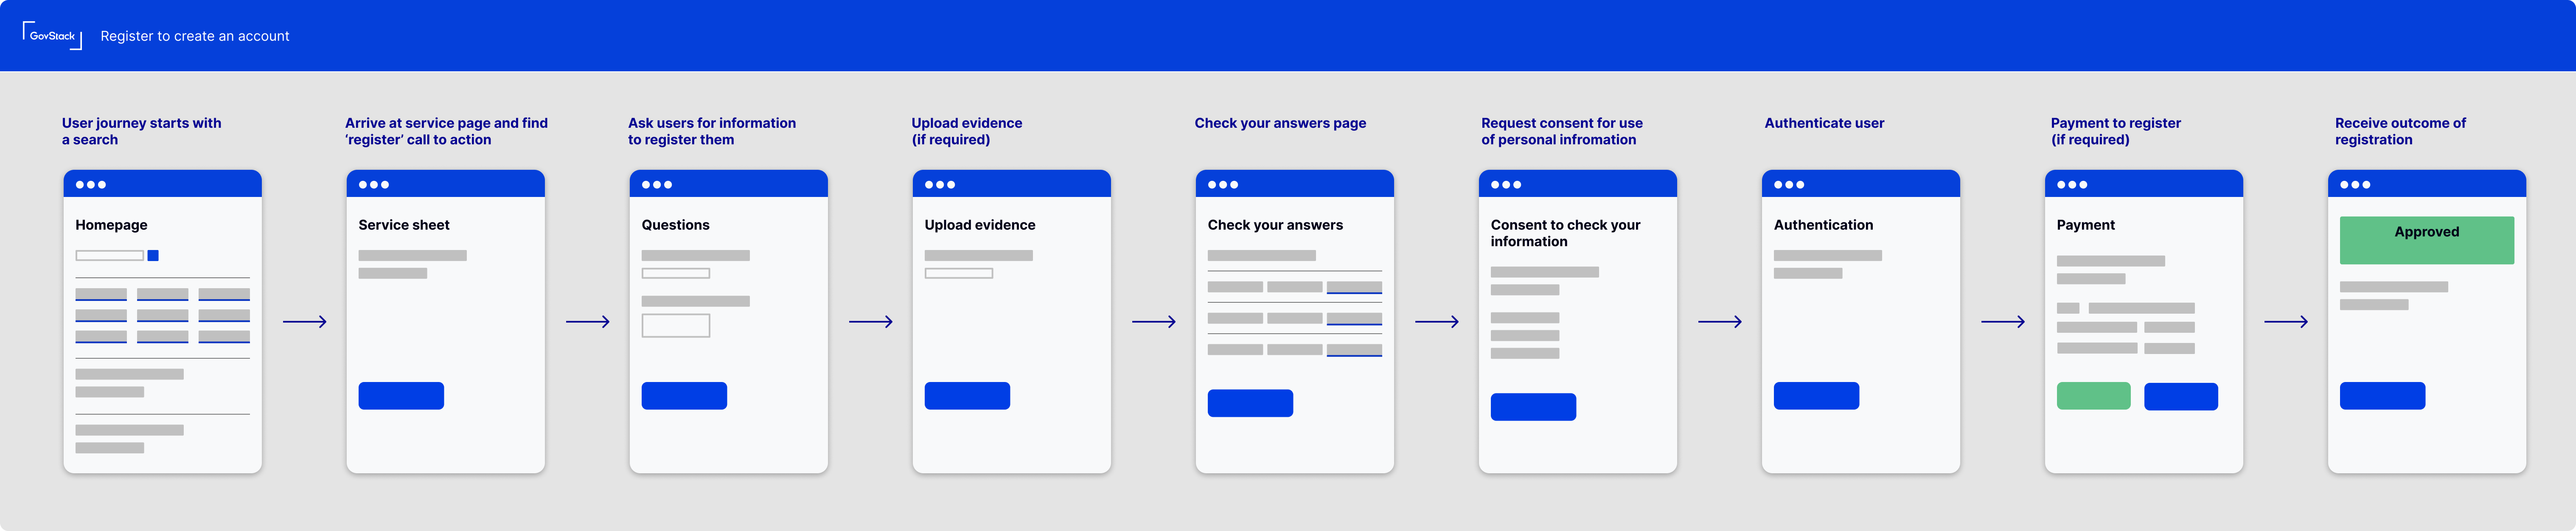 GovStack
Register to create an account
User journey starts with
a search
Arrive at service page and find
‘register’ call to action
Ask users for information
to register them
Upload evidence
(if required)
Check your answers page
Request consent for use
of personal infromation
Authenticate user
Payment to register
(if required)
Receive outcome of
registration
Homepage
Service sheet
Questions
Upload evidence
Check your answers
Consent to check your
information
Authentication
Payment
Approved